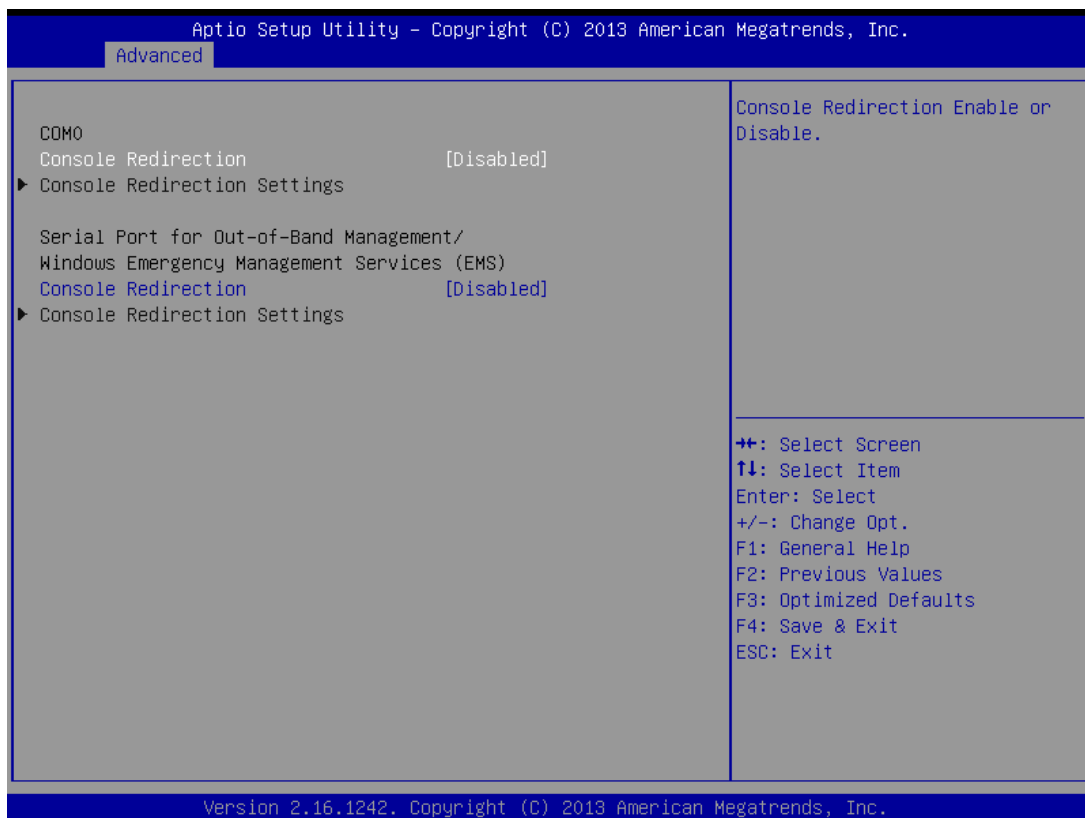 Aptio Setup Utility – Copyright (C) 2013 American Megatrends, Inc.
Advanced
COM0
Console Redirection [Disabled]
▶ Console Redirection Settings
Serial Port for Out-of-Band Management/
Windows Emergency Management Services (EMS)
Console Redirection [Disabled]
▶ Console Redirection Settings
Console Redirection Enable or
Disable.
→←: Select Screen
↑↓: Select Item
Enter: Select
+/-: Change Opt.
F1: General Help
F2: Previous Values
F3: Optimized Defaults
F4: Save & Exit
ESC: Exit
Version 2.16.1242. Copyright (C) 2013 American Megatrends, Inc.